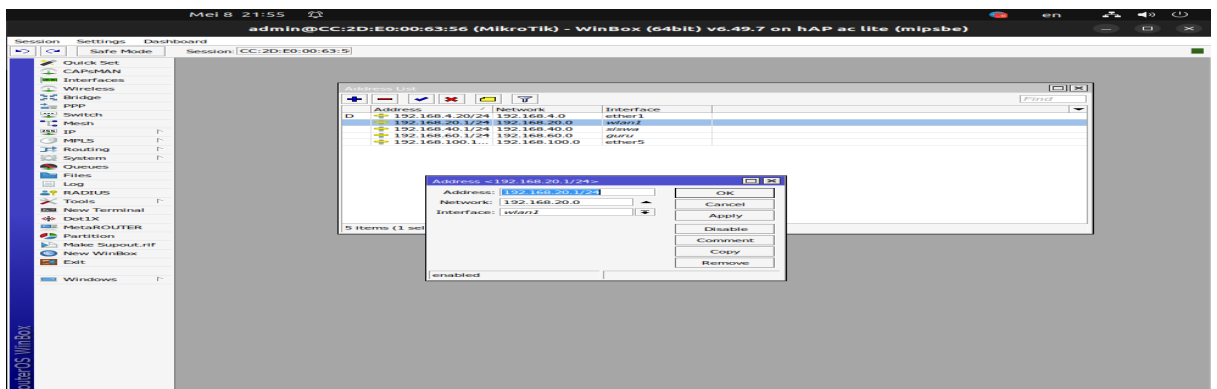 Mei 8 21:55
en
admin@CC:2D:E0:00:63:56 (MikroTik) - WinBox (64bit) v6.49.7 on hAP ac lite (mipsbe)
Session Settings Dashboard
Safe Mode Session: CC:2D:E0:00:63:5
Quick Set
CAPsMAN
Interfaces
Wireless
Bridge
PPP
Switch
Mesh
IP
MPLS
Routing
System
Queues
Files
Log
RADIUS
Tools
New Terminal
Dot1X
MetaROUTER
Partition
Make Supout.rif
New WinBox
Exit
Windows
outerOS WinBox
Address List
Find
Address Network Interface
D 192.168.4.20/24 192.168.4.0 ether1
192.168.20.1/24 192.168.20.0 wlan1
192.168.40.1/24 192.168.40.0 siswa
192.168.60.1/24 192.168.60.0 guru
192.168.100.1... 192.168.100.0 ether5
5 items (1 sel
Address <192.168.20.1/24>
Address: 192.168.20.1/24
Network: 192.168.20.0
Interface: wlan1
OK
Cancel
Apply
Disable
Comment
Copy
Remove
enabled